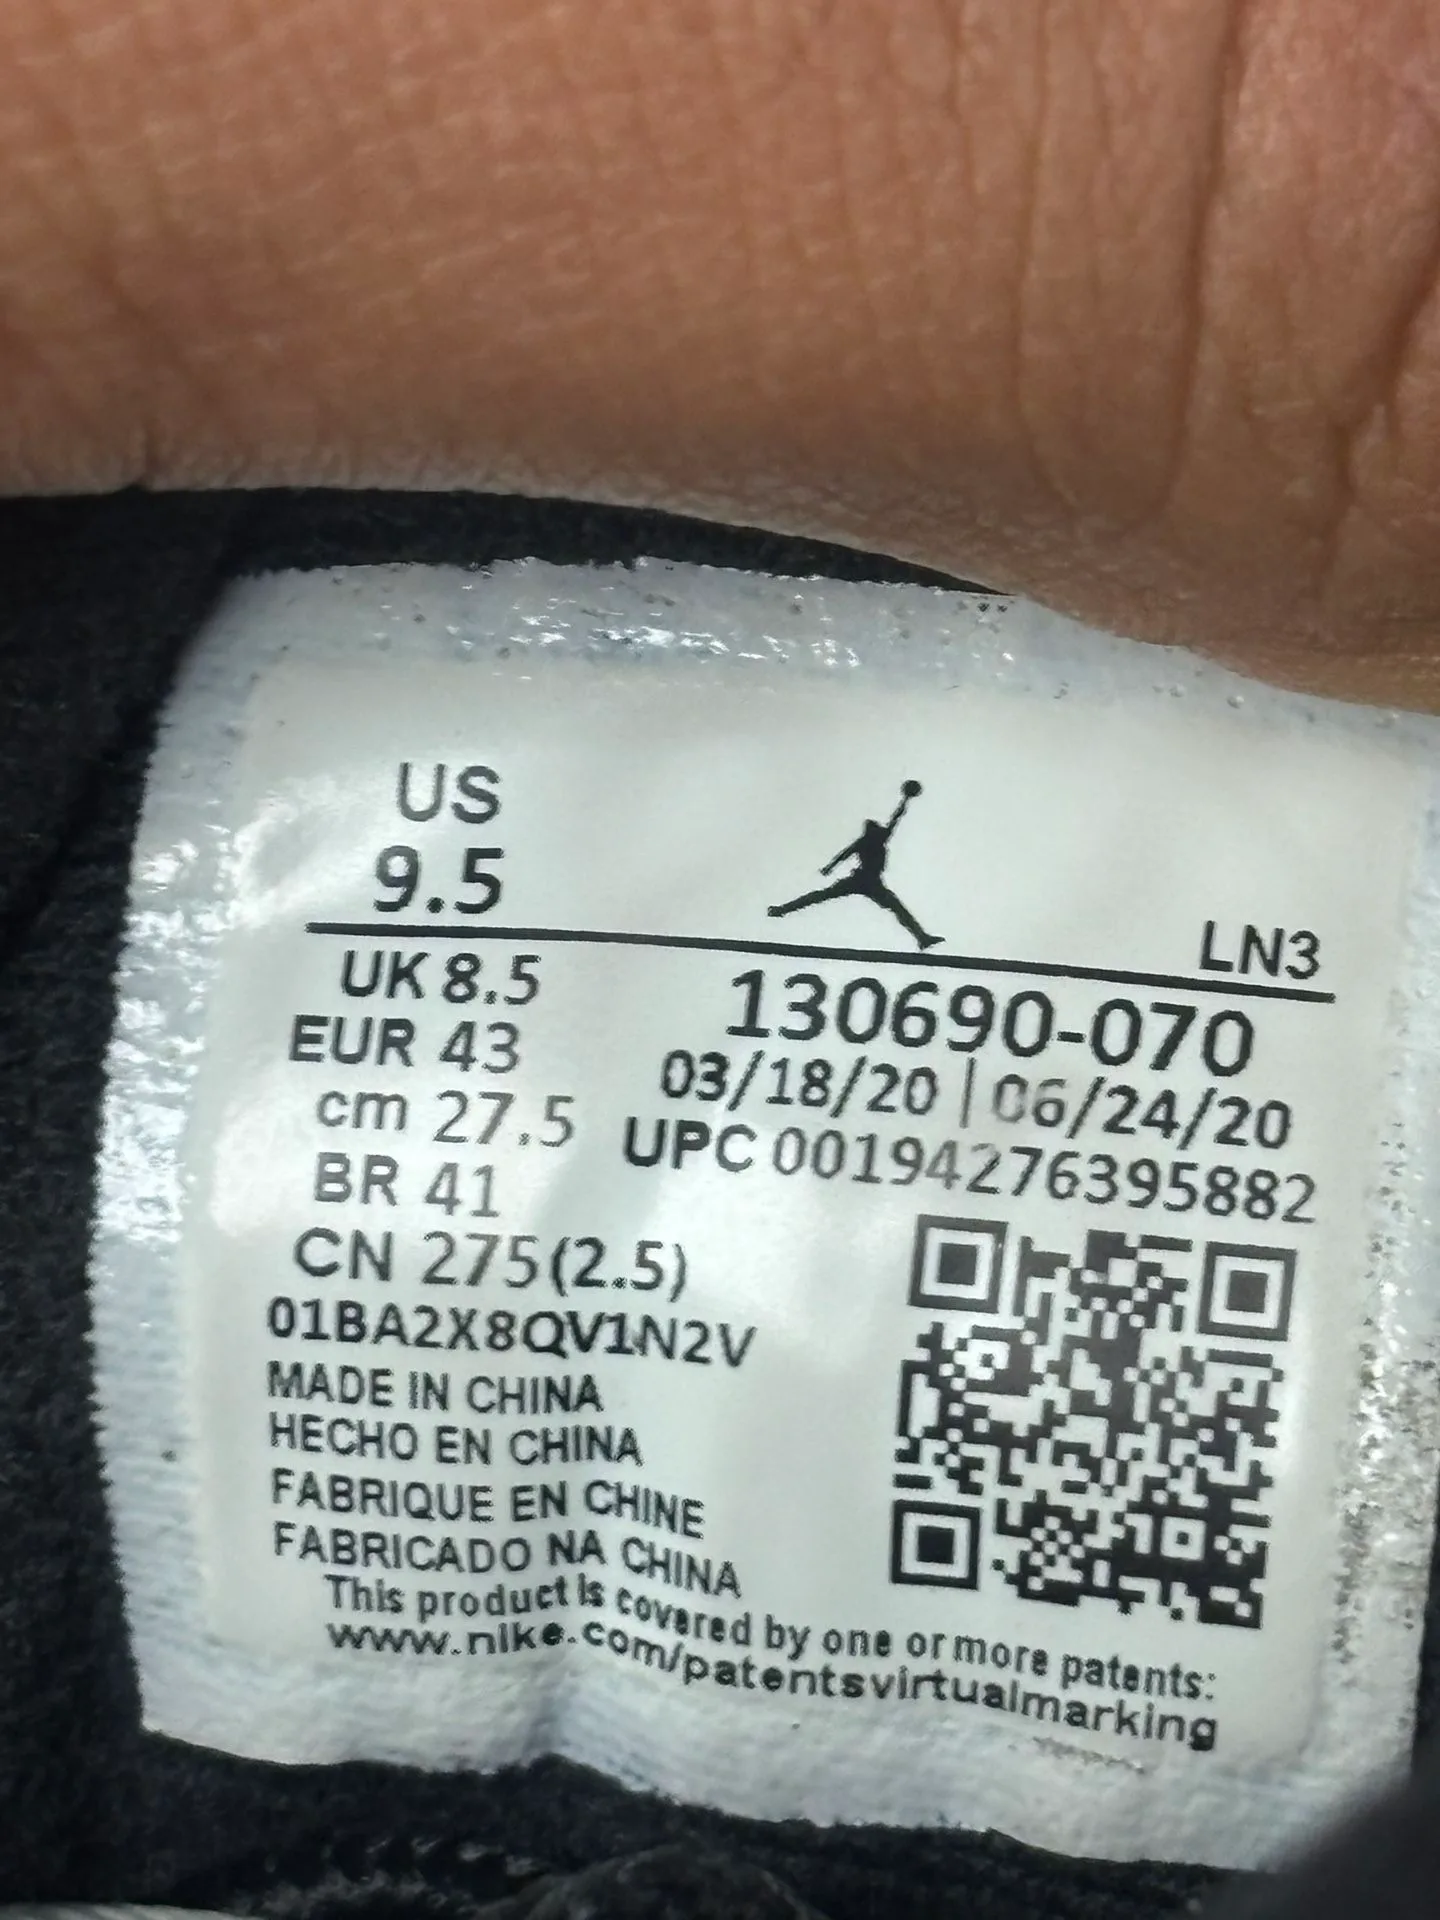 US
9.5
LN3
UK 8.5
130690-070
EUR 43
03/18/20 | 06/24/20
cm 27.5
UPC 00194276395882
BR 41
CN 275(2.5)
01BA2X8QV1N2V
MADE IN CHINA
HECHO EN CHINA
FABRIQUE EN CHINE
FABRICADO NA CHINA
This product is covered by one or more patents:
www.nike.com/patentsvirtualmarking